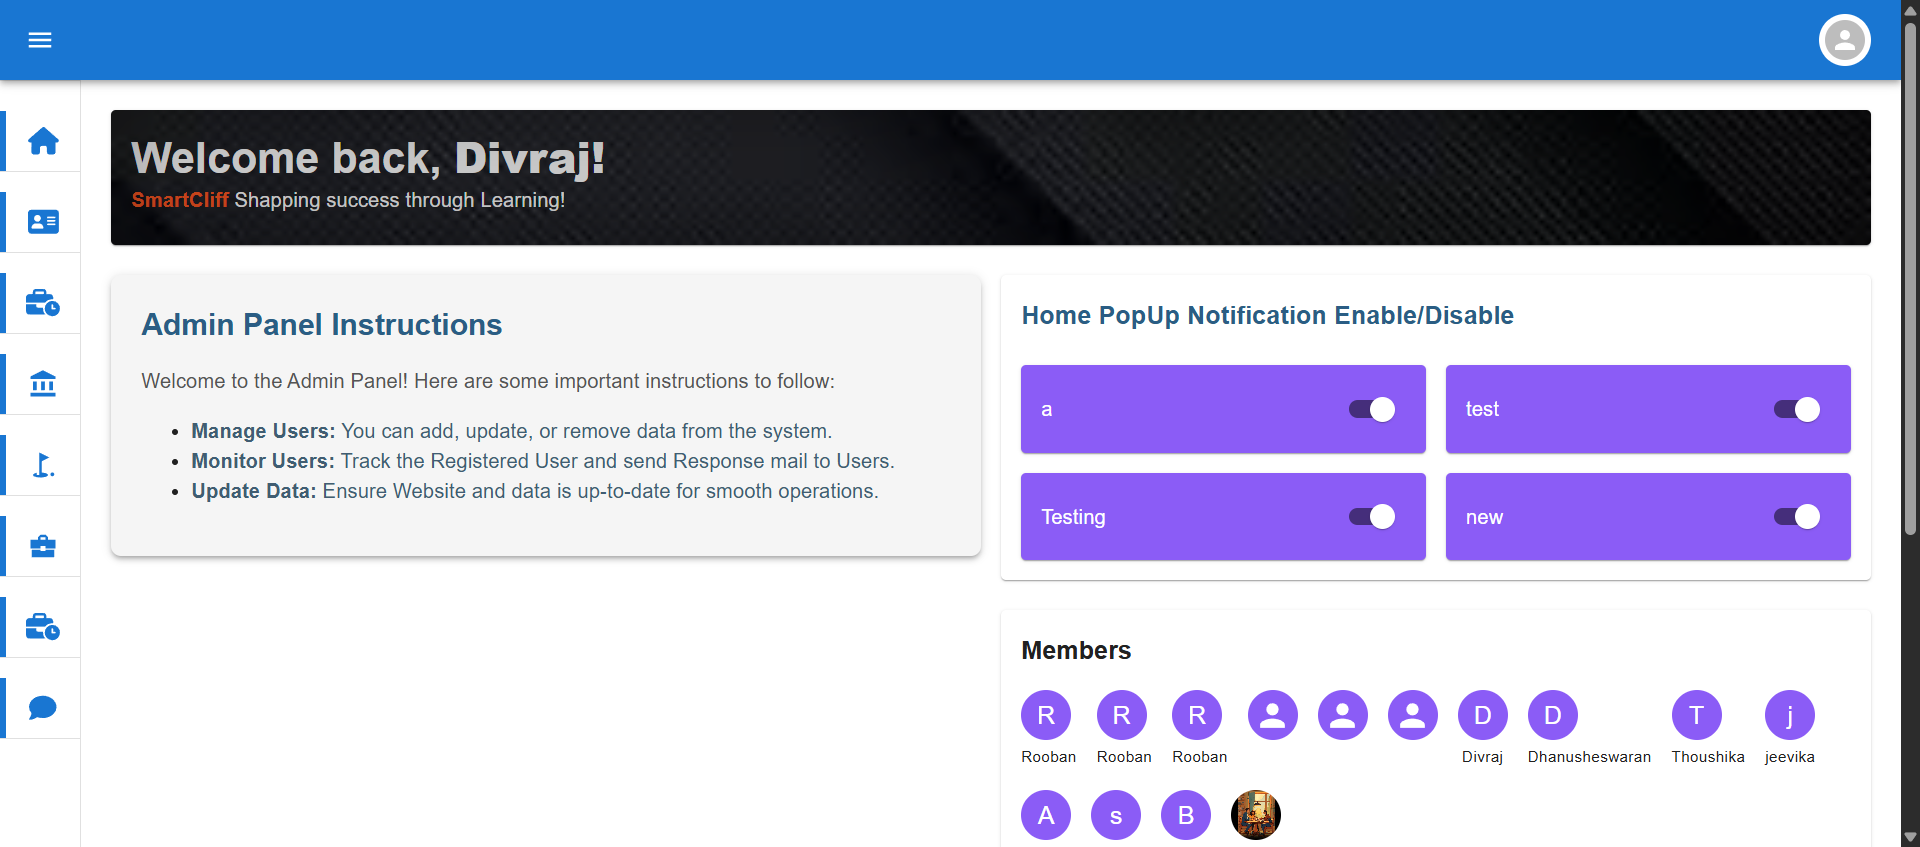 Welcome back, Divraj!
SmartCliff Shapping success through Learning!
Admin Panel Instructions
Welcome to the Admin Panel! Here are some important instructions to follow:
Manage Users: You can add, update, or remove data from the system.
Monitor Users: Track the Registered User and send Response mail to Users.
Update Data: Ensure Website and data is up-to-date for smooth operations.
Home PopUp Notification Enable/Disable
a
test
Testing
new
Members
R
R
R
D
D
T
j
Rooban
Rooban
Rooban
Divraj
Dhanusheswaran
Thoushika
jeevika
A
s
B